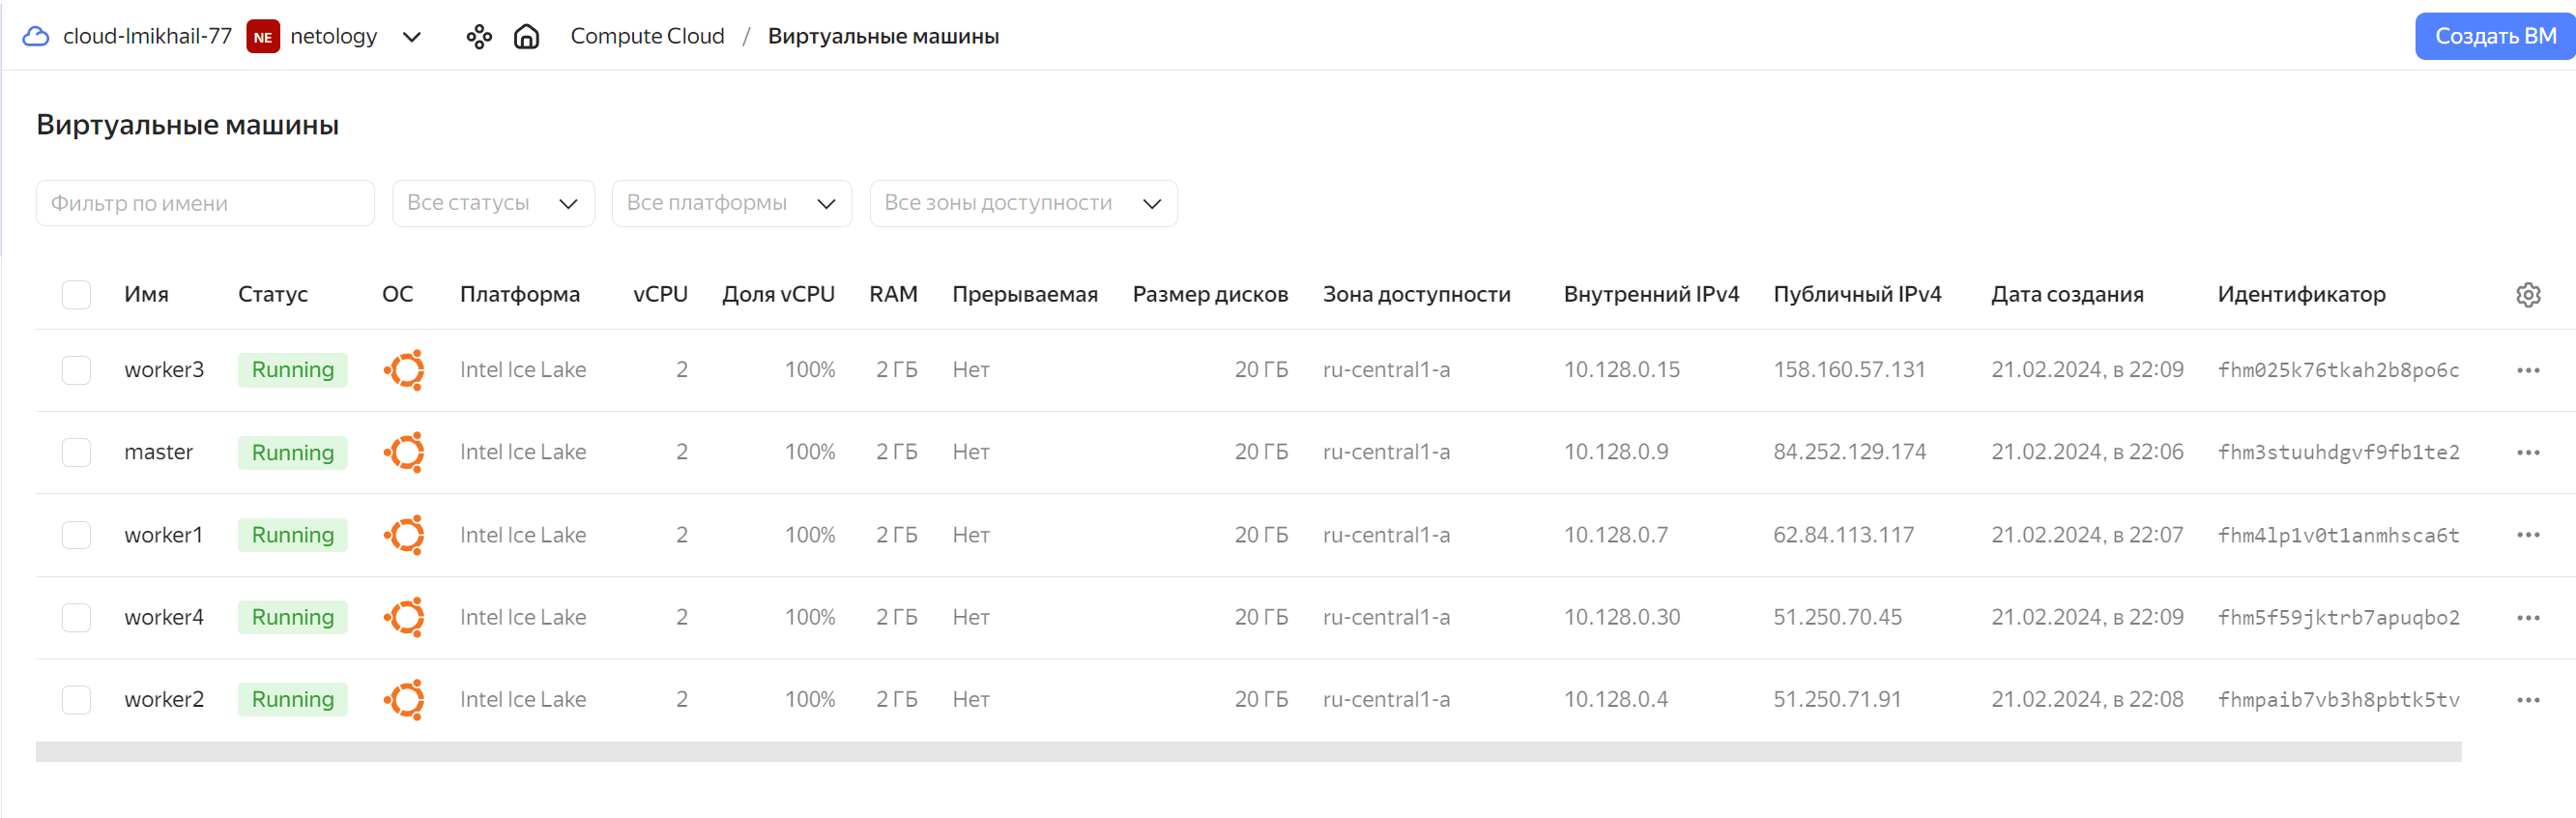 cloud-lmikhail-77 NE netology Compute Cloud / Виртуальные машины Создать ВМ
Виртуальные машины
Фильтр по имени Все статусы Все платформы Все зоны доступности
Имя Статус ОС Платформа vCPU Доля vCPU RAM Прерываемая Размер дисков Зона доступности Внутренний IPv4 Публичный IPv4 Дата создания Идентификатор
worker3 Running Intel Ice Lake 2 100% 2 ГБ Нет 20 ГБ ru-central1-a 10.128.0.15 158.160.57.131 21.02.2024, в 22:09 fhm025k76tkah2b8po6c
master Running Intel Ice Lake 2 100% 2 ГБ Нет 20 ГБ ru-central1-a 10.128.0.9 84.252.129.174 21.02.2024, в 22:06 fhm3stuuhdgvf9fb1te2
worker1 Running Intel Ice Lake 2 100% 2 ГБ Нет 20 ГБ ru-central1-a 10.128.0.7 62.84.113.117 21.02.2024, в 22:07 fhm4lp1v0t1anmhsca6t
worker4 Running Intel Ice Lake 2 100% 2 ГБ Нет 20 ГБ ru-central1-a 10.128.0.30 51.250.70.45 21.02.2024, в 22:09 fhm5f59jktrb7apuqbo2
worker2 Running Intel Ice Lake 2 100% 2 ГБ Нет 20 ГБ ru-central1-a 10.128.0.4 51.250.71.91 21.02.2024, в 22:08 fhmpaib7vb3h8pbtk5tv